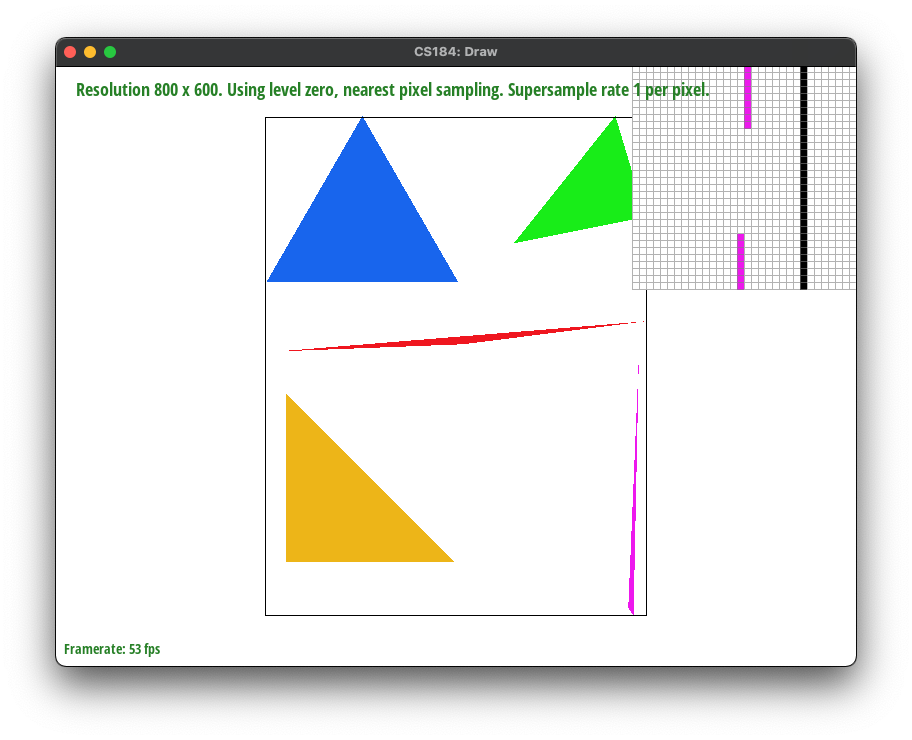 CS184: Draw
Resolution 800 x 600. Using level zero, nearest pixel sampling. Supersample rate 1 per pixel.
Framerate: 53 fps